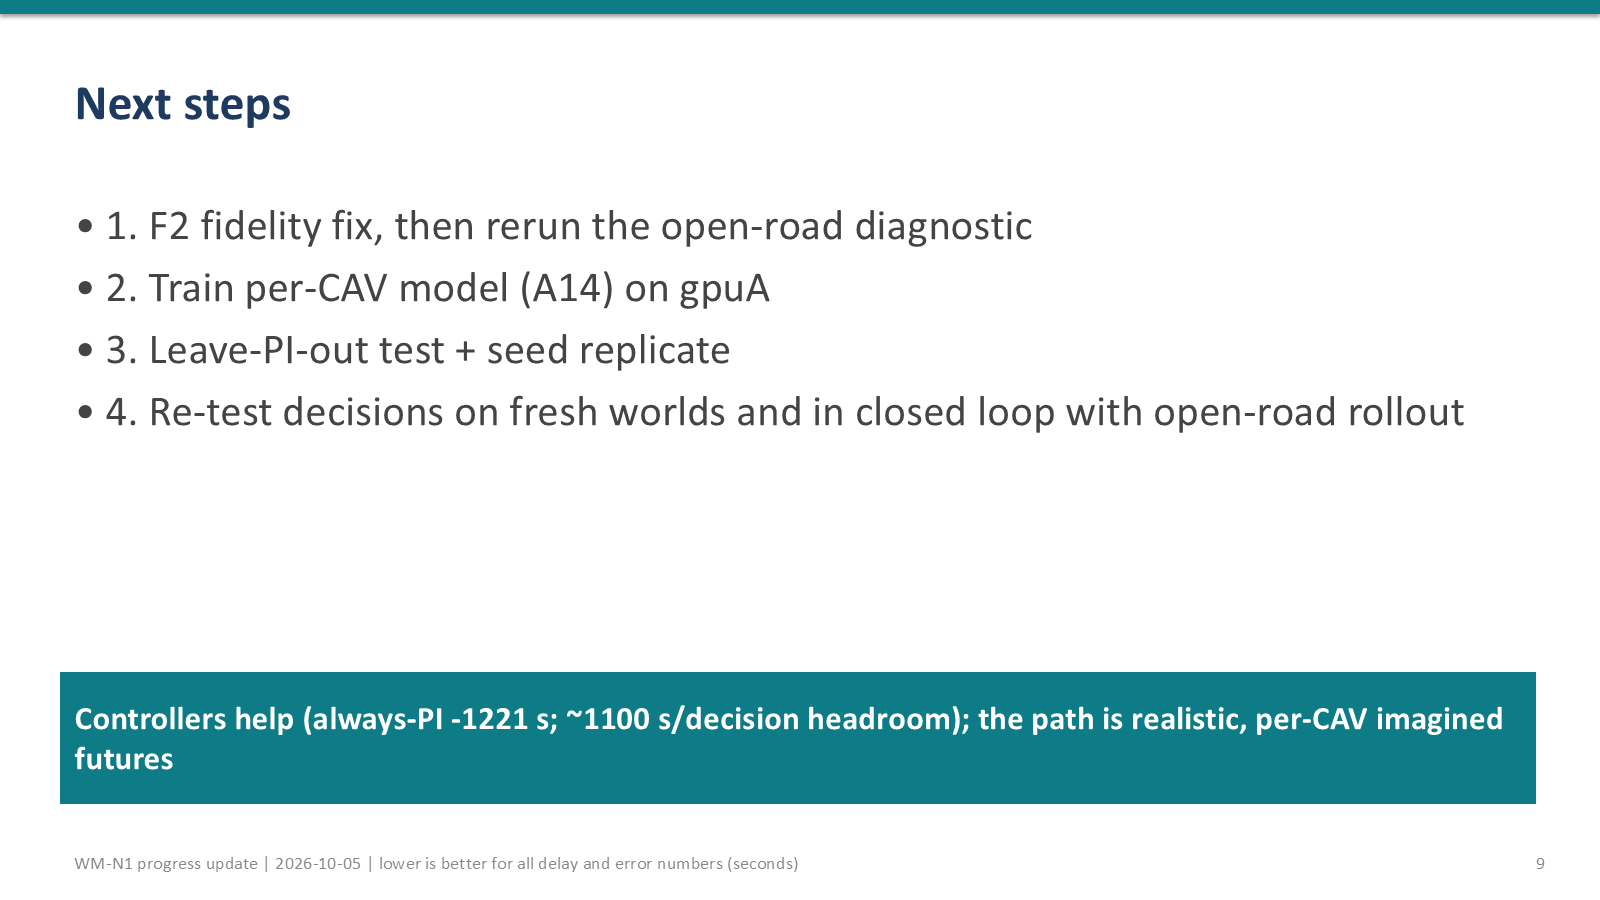 Next steps
• 1. F2 fidelity fix, then rerun the open-road diagnostic
• 2. Train per-CAV model (A14) on gpuA
• 3. Leave-PI-out test + seed replicate
• 4. Re-test decisions on fresh worlds and in closed loop with open-road rollout
Controllers help (always-PI -1221 s; ~1100 s/decision headroom); the path is realistic, per-CAV imagined
futures
WM-N1 progress update | 2026-10-05 | lower is better for all delay and error numbers (seconds)
9